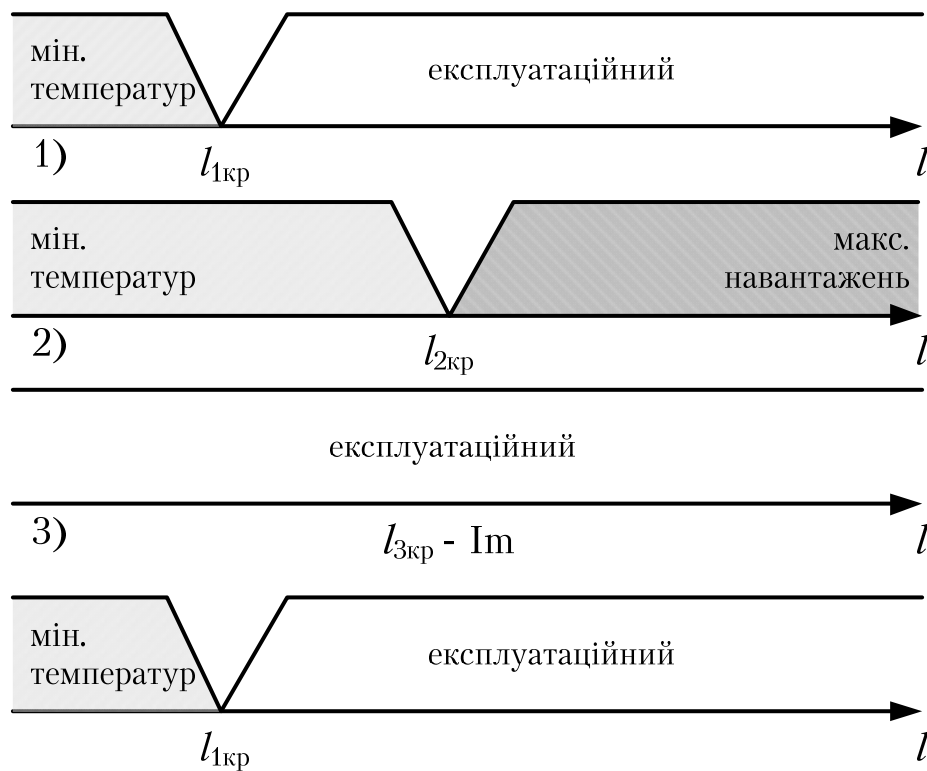 мін.
температур
експлуатаційний
1)
l1кр
l
мін.
температур
макс.
навантажень
2)
l2кр
l
експлуатаційний
3)
l3кр - Im
l
мін.
температур
експлуатаційний
l1кр
l